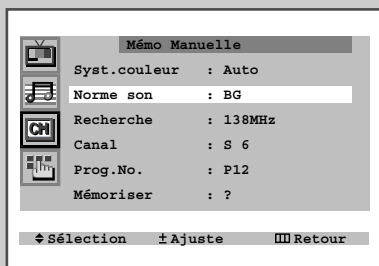 Mémo Manuelle
Syst.couleur : Auto
Norme son : BG
Recherche : 138MHz
CH
Canal : S 6
Prog.No. : P12
Mémoriser : ?
Sélection ± Ajuste Retour